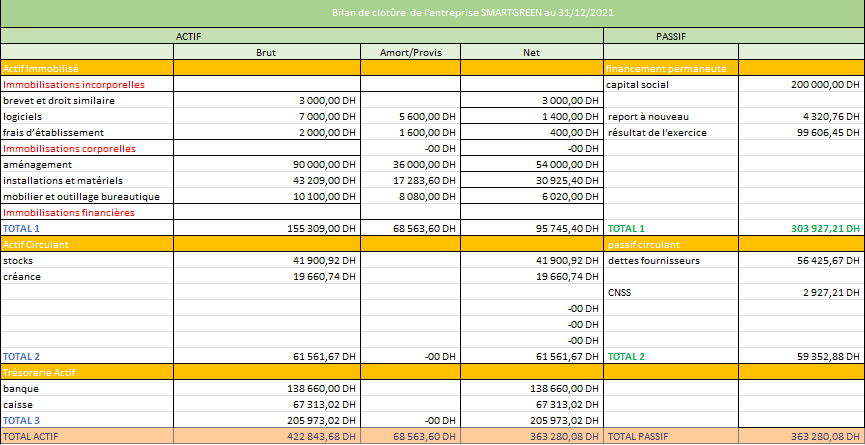 Bilan de clotûre de l'entreprise SMARTGREEN au 31/12/2021
ACTIF PASSIF
Brut Amort/Provis Net
Actif Immobilisé financement permaneute
Immobilisations incorporelles capital social 200 000,00 DH
brevet et droit similaire 3 000,00 DH 3 000,00 DH
logiciels 7 000,00 DH 5 600,00 DH 1 400,00 DH report à nouveau 4 320,76 DH
frais d’établissement 2 000,00 DH 1 600,00 DH 400,00 DH résultat de l'exercice 99 606,45 DH
Immobilisations corporelles -00 DH -00 DH
aménagement 90 000,00 DH 36 000,00 DH 54 000,00 DH
installations et matériels 43 209,00 DH 17 283,60 DH 30 925,40 DH
mobilier et outillage bureautique 10 100,00 DH 8 080,00 DH 6 020,00 DH
Immobilisations financières
TOTAL 1 155 309,00 DH 68 563,60 DH 95 745,40 DH TOTAL 1 303 927,21 DH
Actif Circulant passif circulant
stocks 41 900,92 DH 41 900,92 DH dettes fournisseurs 56 425,67 DH
créance 19 660,74 DH 19 660,74 DH
CNSS 2 927,21 DH
-00 DH
-00 DH
-00 DH
TOTAL 2 61 561,67 DH -00 DH 61 561,67 DH TOTAL 2 59 352,88 DH
Trésorerie Actif
banque 138 660,00 DH 138 660,00 DH
caisse 67 313,02 DH 67 313,02 DH
TOTAL 3 205 973,02 DH -00 DH 205 973,02 DH
TOTAL ACTIF 422 843,68 DH 68 563,60 DH 363 280,08 DH TOTAL PASSIF 363 280,08 DH